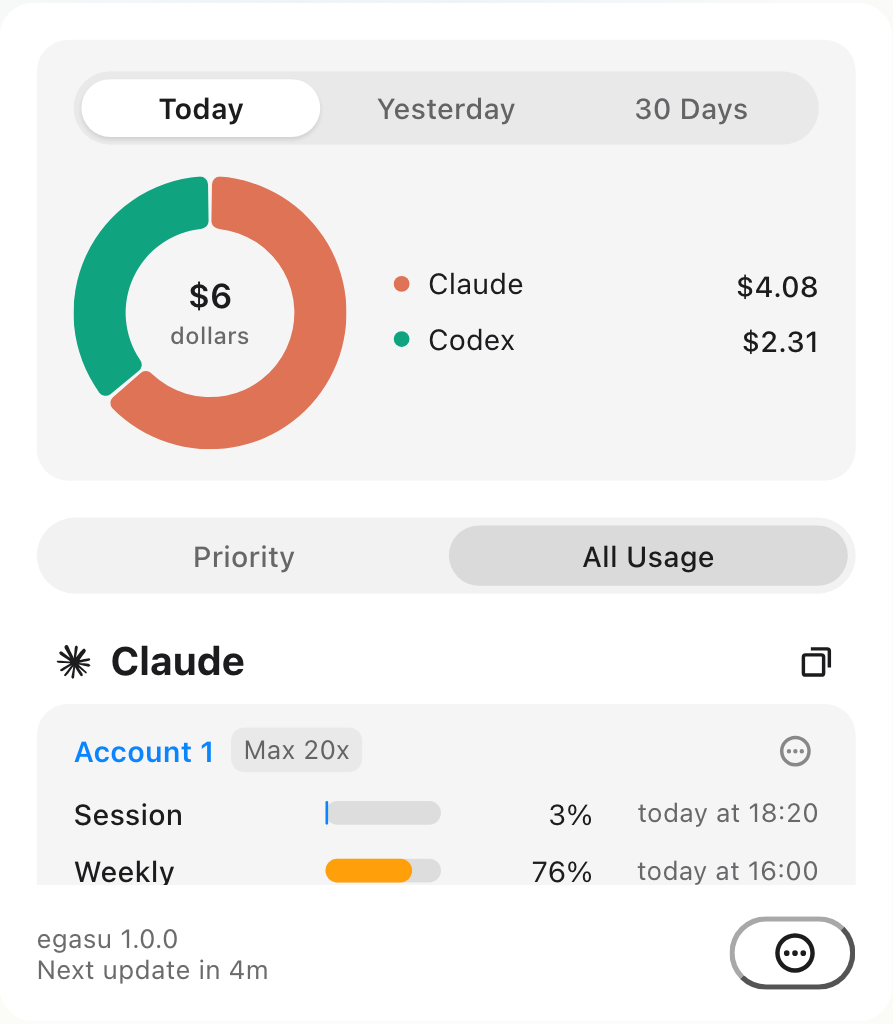 Today Yesterday 30 Days
$6
dollars
Claude $4.08
Codex $2.31
Priority All Usage
Claude
Account 1 Max 20x
Session 3% today at 18:20
Weekly 76% today at 16:00
egasu 1.0.0
Next update in 4m